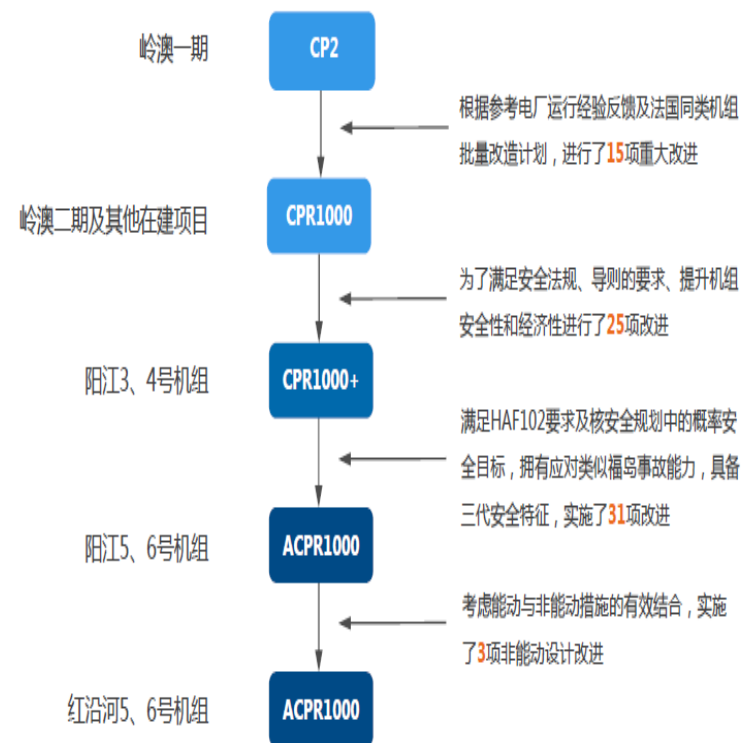 岭澳一期
CP2
根据参考电厂运行经验反馈及法国同类机组
批量改造计划，进行了15项重大改进
岭澳二期及其他在建项目
CPR1000
为了满足安全法规、导则的要求、提升机组
安全性和经济性进行了25项改进
阳江3、4号机组
CPR1000+
满足HAF102要求及核安全规划中的概率安
全目标，拥有应对类似福岛事故能力，具备
三代安全特征，实施了31项改进
阳江5、6号机组
ACPR1000
考虑能动与非能动措施的有效结合，实施
了3项非能动设计改进
红沿河5、6号机组
ACPR1000